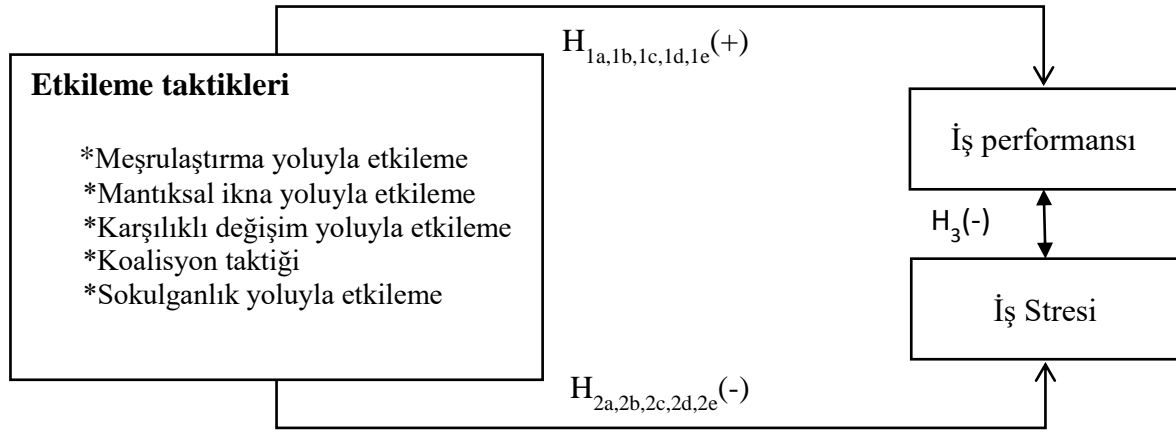 H1a,1b,1c,1d,1e(+)
Etkileme taktikleri
*Meşrulaştırma yoluyla etkileme
*Mantıksal ikna yoluyla etkileme
*Karşılıklı değişim yoluyla etkileme
*Koalisyon taktiği
*Sokulganlık yoluyla etkileme
İş performansı
H3(-)
İş Stresi
H2a,2b,2c,2d,2e(-)